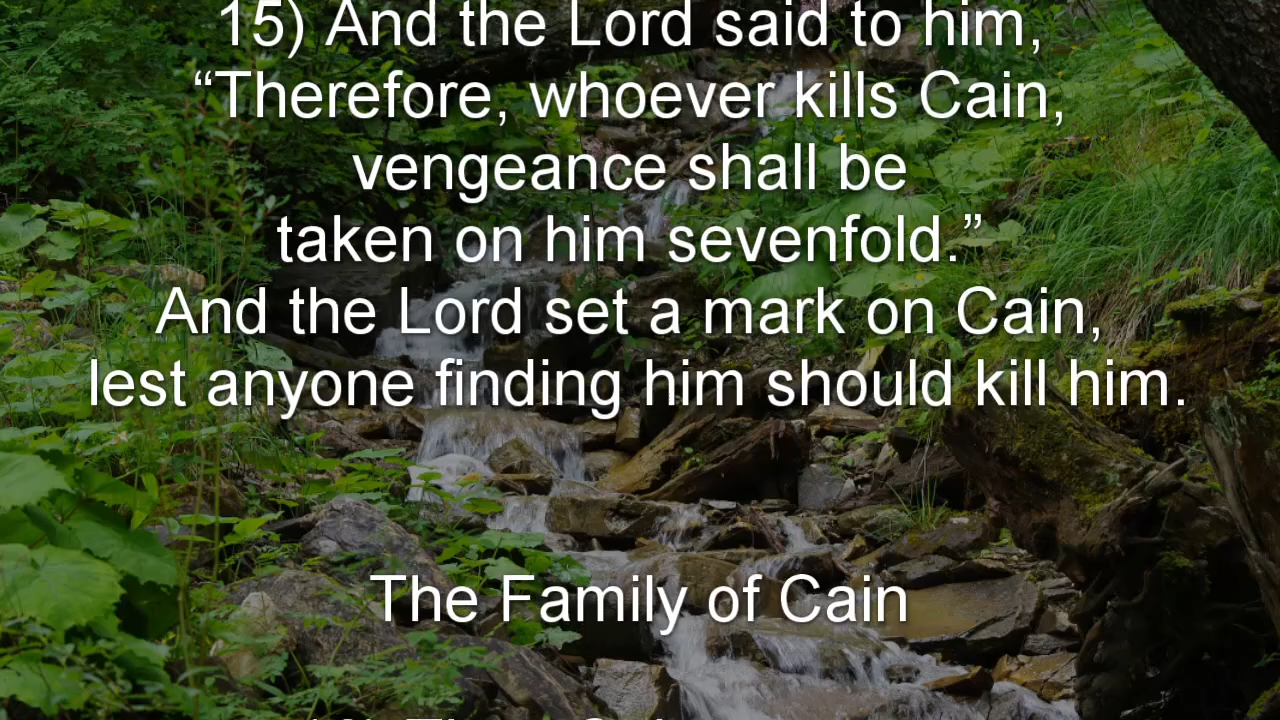 15) And the Lord said to him,
“Therefore, whoever kills Cain,
vengeance shall be
taken on him sevenfold.”
And the Lord set a mark on Cain,
lest anyone finding him should kill him.
The Family of Cain